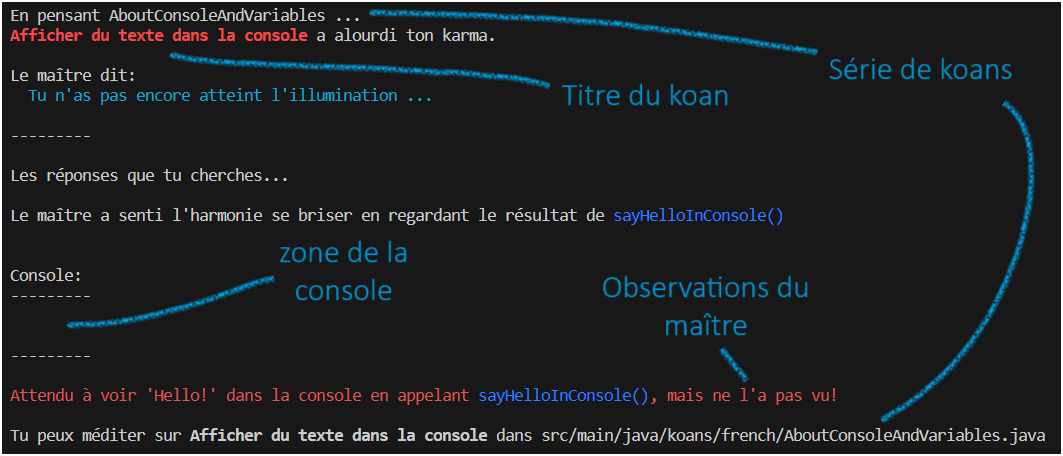 En pensant AboutConsoleAndVariables ...
Afficher du texte dans la console a alourdi ton karma.
Série de koans
Le maître dit:
Tu n'as pas encore atteint l'illumination ...
Titre du koan
---------
Les réponses que tu cherches...
Le maître a senti l'harmonie se briser en regardant le résultat de sayHelloInConsole()
zone de la
console
Console:
---------
Observations du
maître
---------
Attendu à voir 'Hello!' dans la console en appelant sayHelloInConsole(), mais ne l'a pas vu!
Tu peux méditer sur Afficher du texte dans la console dans src/main/java/koans/french/AboutConsoleAndVariables.java